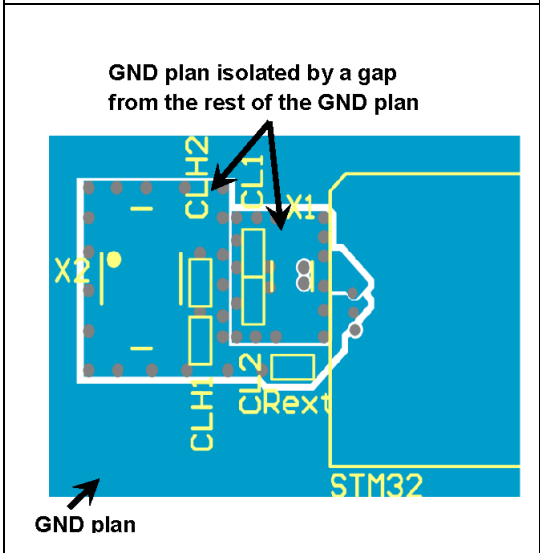 GND plan isolated by a gap
from the rest of the GND plan
CLH2
CL1
X1
X2
CLH1
CL2
Rext
STM32
GND plan